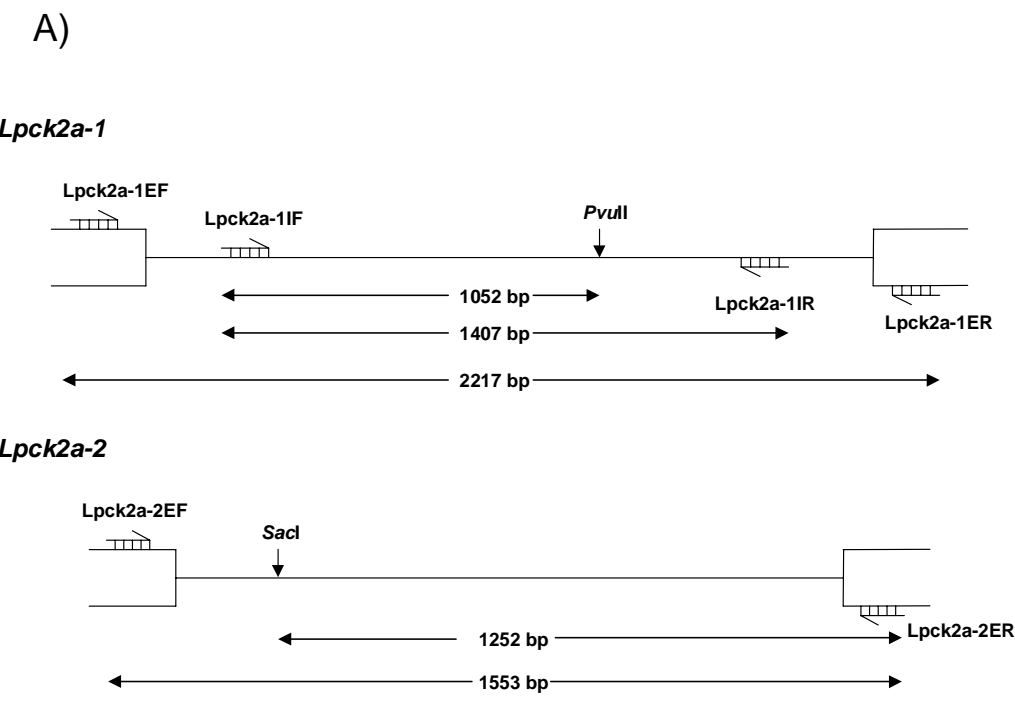 A)
Lpck2a-1
Lpck2a-1EF
Lpck2a-1IF
PvuII
1052 bp
Lpck2a-1IR
1407 bp
Lpck2a-1ER
2217 bp
Lpck2a-2
Lpck2a-2EF
SacI
1252 bp
Lpck2a-2ER
1553 bp